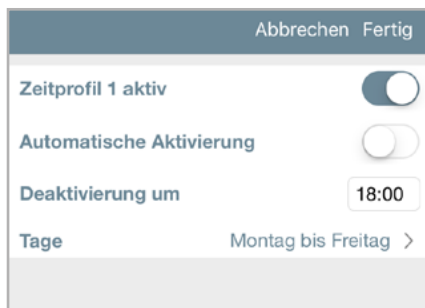 Abbrechen Fertig
Zeitprofil 1 aktiv
Automatische Aktivierung
Deaktivierung um 18:00
Tage Montag bis Freitag >